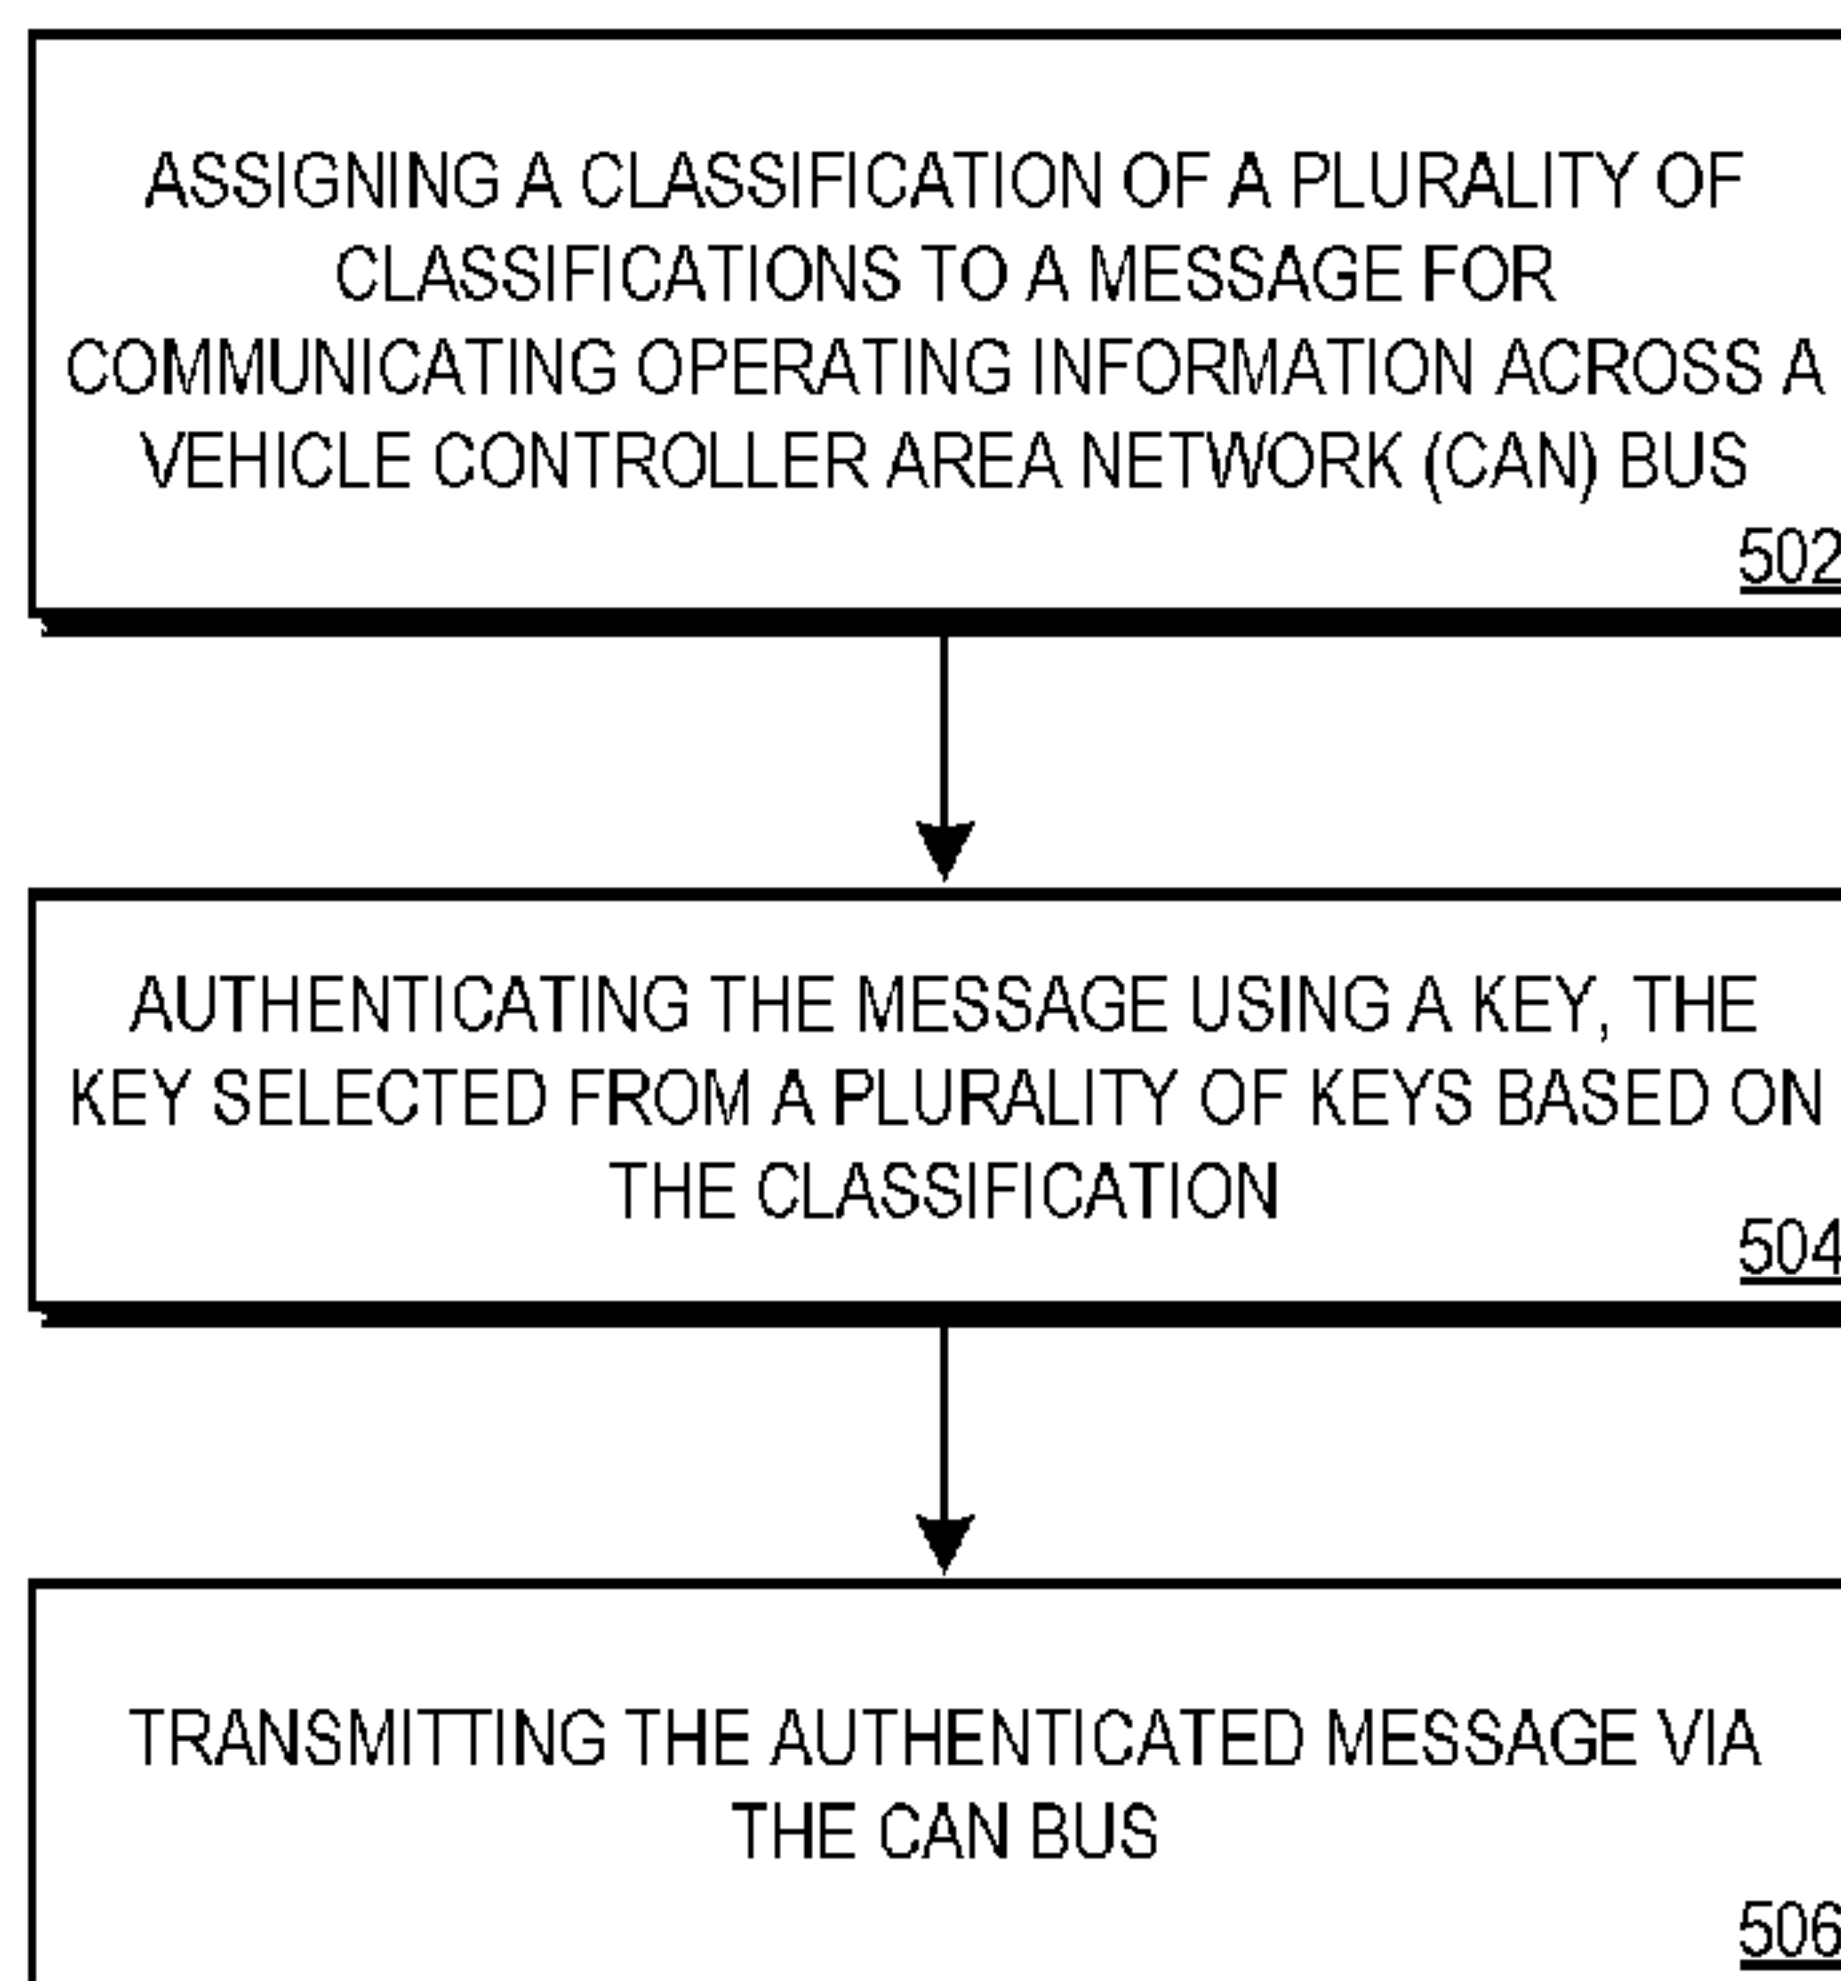 ASSIGNING A CLASSIFICATION OF A PLURALITY OF
CLASSIFICATIONS TO A MESSAGE FOR
COMMUNICATING OPERATING INFORMATION ACROSS A
VEHICLE CONTROLLER AREA NETWORK (CAN) BUS
502
AUTHENTICATING THE MESSAGE USING A KEY, THE
KEY SELECTED FROM A PLURALITY OF KEYS BASED ON
THE CLASSIFICATION
504
TRANSMITTING THE AUTHENTICATED MESSAGE VIA
THE CAN BUS
506